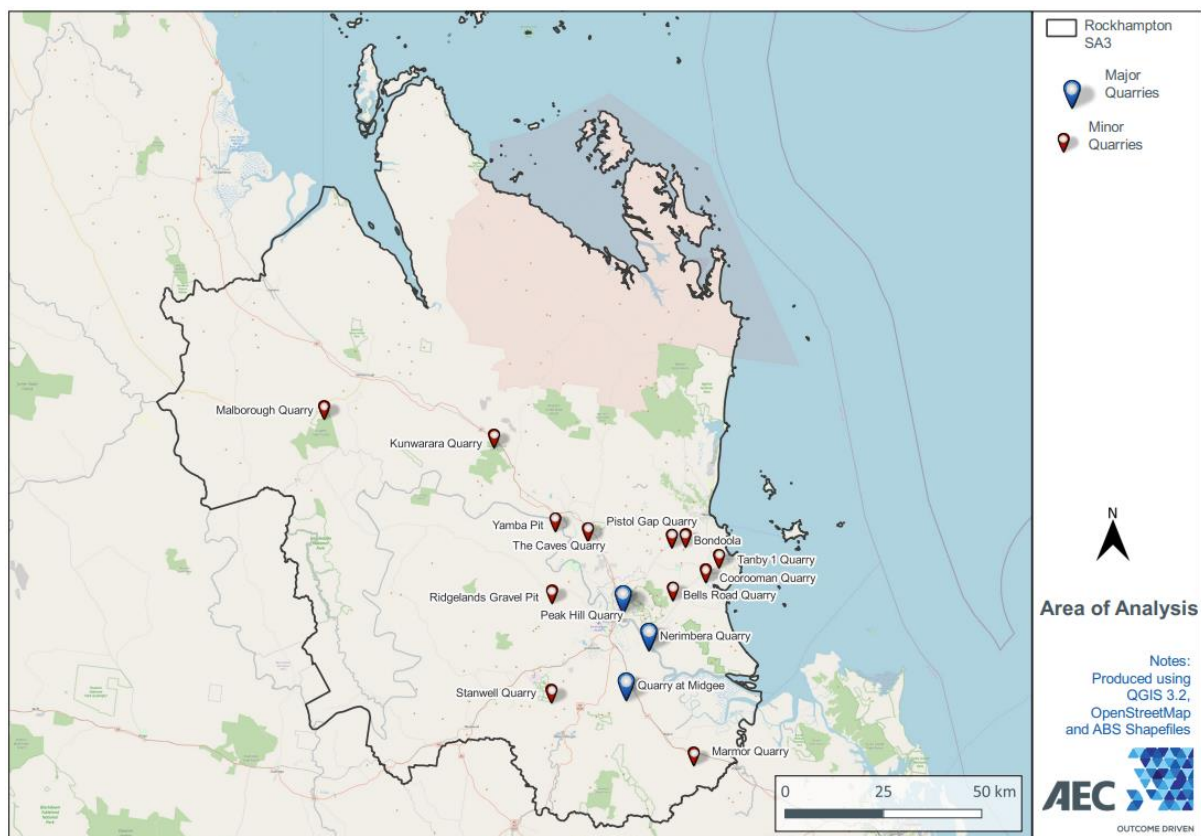 Malborough Quarry
Kunwarara Quarry
Yamba Pit
Pistol Gap Quarry
The Caves Quarry
Bondoola
Tanby 1 Quarry
Coorooman Quarry
Ridgelands Gravel Pit
Bells Road Quarry
Peak Hill Quarry
Nerimbera Quarry
Stanwell Quarry
Quarry at Midgee
Marmor Quarry
0 25 50 km
Rockhampton
SA3
Major
Quarries
Minor
Quarries
N
Area of Analysis
Notes:
Produced using
QGIS 3.2,
OpenStreetMap
and ABS Shapefiles
AEC
OUTCOME DRIVEN